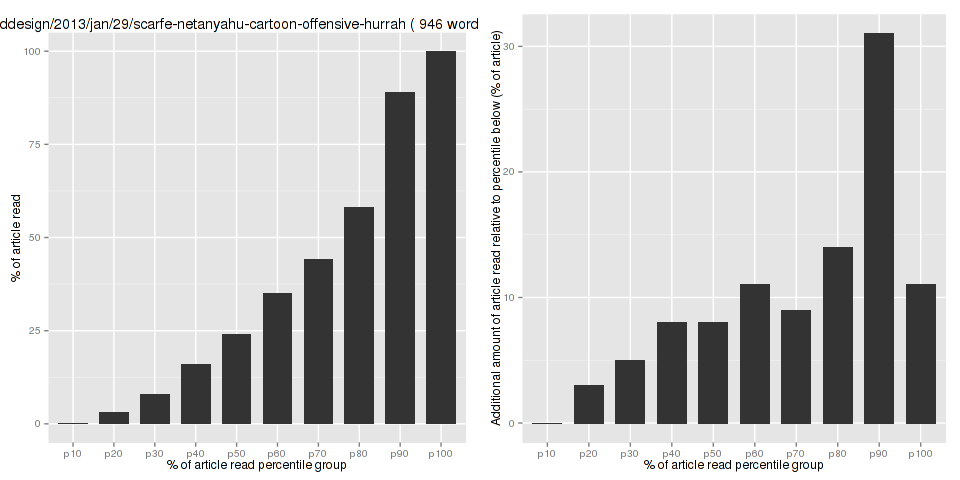 ddesign/2013/jan/29/scarfe-netanyahu-cartoon-offensive-hurrah ( 946 word
% of article read
100
75
50
25
0
p10 p20 p30 p40 p50 p60 p70 p80 p90 p100
% of article read percentile group
Additional amount of article read relative to percentile below (% of article)
30
20
10
0
p10 p20 p30 p40 p50 p60 p70 p80 p90 p100
% of article read percentile group